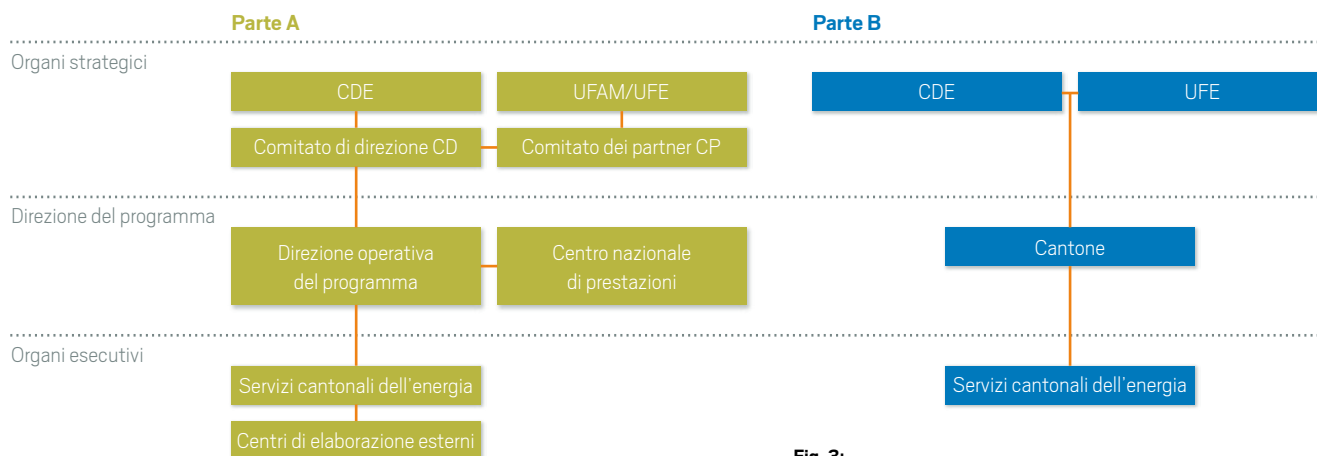 Parte A
Parte B
Organi strategici
CDE
UFAM/UFE
CDE
UFE
Comitato di direzione CD
Comitato dei partner CP
Direzione del programma
Direzione operativa
del programma
Centro nazionale
di prestazioni
Cantone
Organi esecutivi
Servizi cantonali dell'energia
Servizi cantonali dell'energia
Centri di elaborazione esterni
Fig. 3: